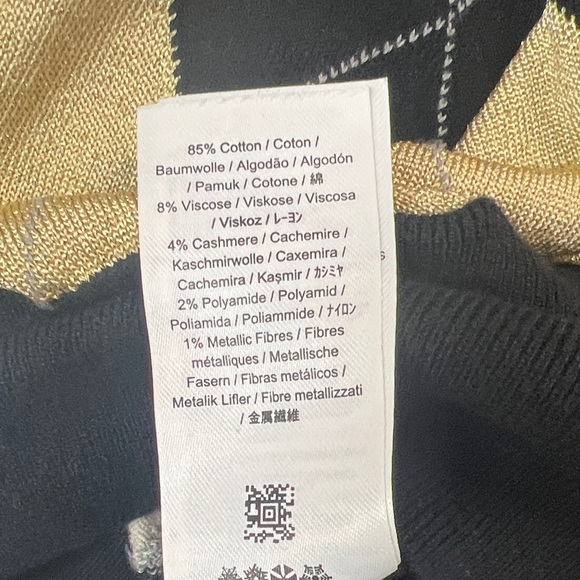 85% Cotton / Coton /
Baumwolle / Algodão / Algodón
/ Pamuk / Cotone / 綿
8% Viscose / Viskose / Viscosa
/ Viskoz / レーヨン
4% Cashmere / Cachemire /
Kaschmirwolle / Caxemira /
Cachemira / Kaşmir / カシミヤ
2% Polyamide / Polyamid /
Poliamida / Poliammide / ナイロン
1% Metallic Fibres / Fibres
métalliques / Metallische
Fasern / Fibras metálicos /
Metalik Lifler / Fibre metallizzati
/ 金属繊維